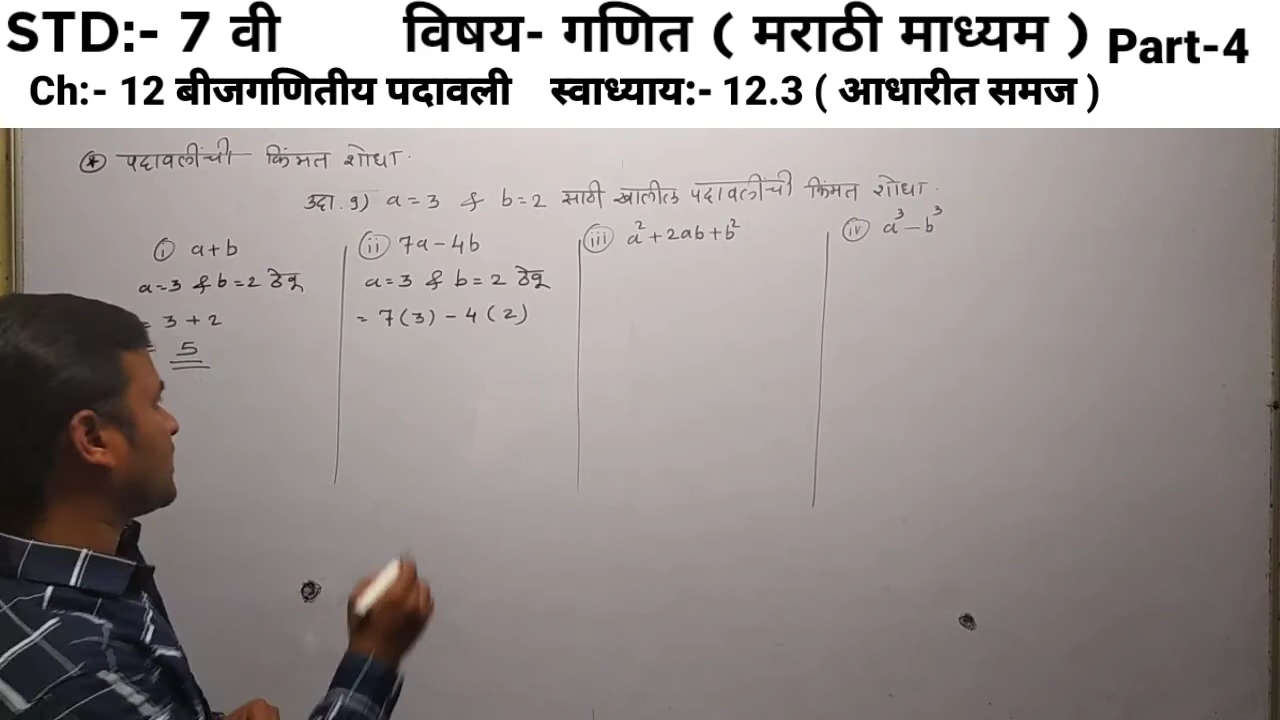 STD:- 7 वी विषय- गणित ( मराठी माध्यम ) Part-4
Ch:- 12 बीजगणितीय पदावली स्वाध्याय:- 12.3 ( आधारीत समज )
* पदावलींची किंमत शोधा.
उदा. १) a = 3 & b = 2 साठी खालील पदावलींची किंमत शोधा.
(i) a+b
a=3 & b=2 ठेवू
= 3 + 2
= 5
(ii) 7a - 4b
a=3 & b=2 ठेवू
= 7(3) - 4(2)
(iii) a² + 2ab + b²
(iv) a³ - b³